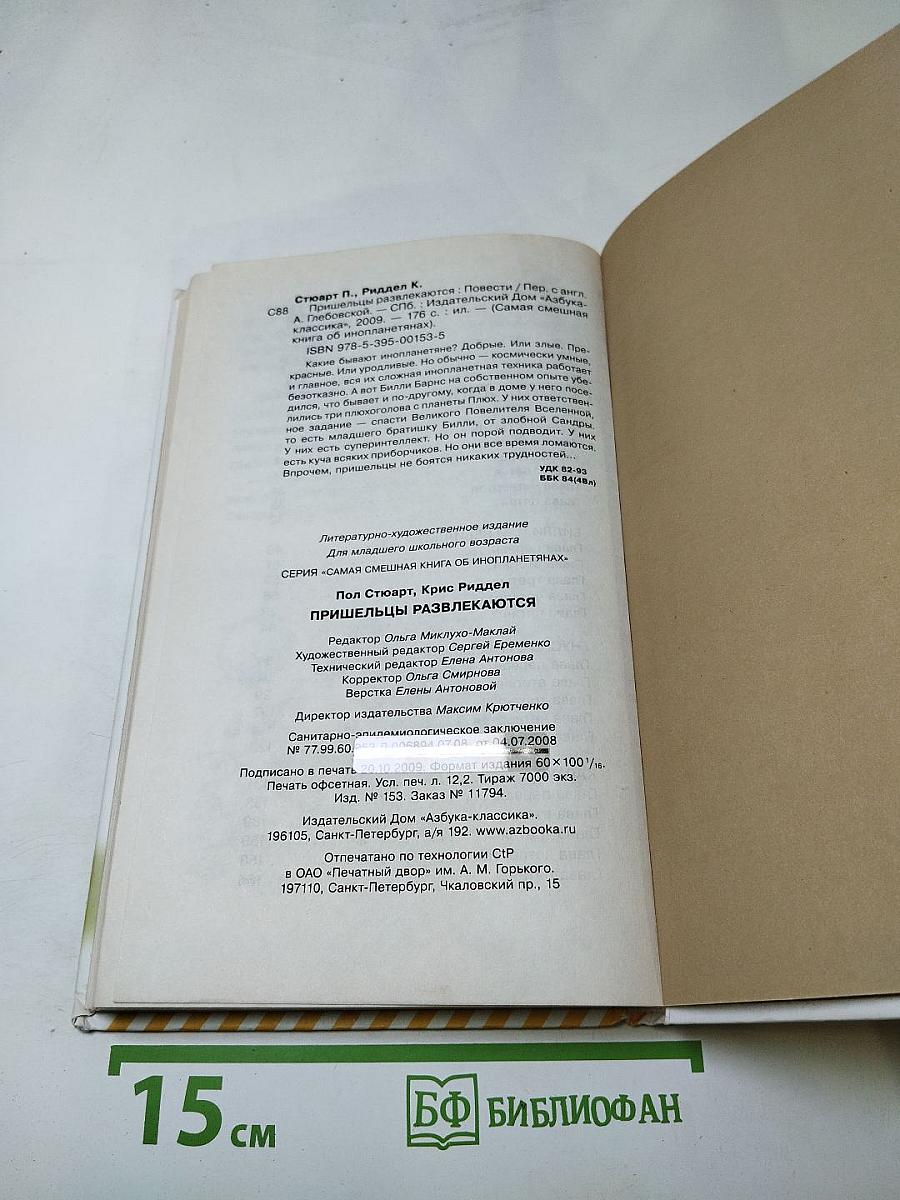 Стюарт П., Риддел К.
С88 Пришельцы развлекаются : Повести / Пер. с англ.
А. Глебовской. — СПб. : Издательский Дом «Азбука-
классика», 2009. — 176 с. : ил. — (Самая смешная
книга об инопланетянах).
ISBN 978-5-395-00153-5
Какие бывают инопланетяне? Добрые. Или злые. Пре-
красные. Или уродливые. Но обычно — космически умные,
и главное, вся их сложная инопланетная техника работает
безотказно. А вот Билли Барнс на собственном опыте убе-
дился, что бывает и по-другому, когда в доме у него посе-
лились три плюхоголова с планеты Плюх. У них ответствен-
ное задание — спасти Великого Повелителя Вселенной,
то есть младшего братишку Билли, от злобной Сандры.
У них есть суперинтеллект. Но он порой подводит. У них
есть куча всяких приборчиков. Но они все время ломаются.
Впрочем, пришельцы не боятся никаких трудностей...
УДК 82-93
ББК 84(4Вл)
Литературно-художественное издание
Для младшего школьного возраста
СЕРИЯ «САМАЯ СМЕШНАЯ КНИГА ОБ ИНОПЛАНЕТЯНАХ»
Пол Стюарт, Крис Риддел
ПРИШЕЛЬЦЫ РАЗВЛЕКАЮТСЯ
Редактор Ольга Миклухо-Маклай
Художественный редактор Сергей Еременко
Технический редактор Елена Антонова
Корректор Ольга Смирнова
Верстка Елены Антоновой
Директор издательства Максим Крютченко
Санитарно-эпидемиологическое заключение
№ 77.99.60. от 04.07.2008
Подписано в печать 20.10.2009. Формат издания 60×100 1/16.
Печать офсетная. Усл. печ. л. 12,2. Тираж 7000 экз.
Изд. № 153. Заказ № 11794.
Издательский Дом «Азбука-классика».
196105, Санкт-Петербург, а/я 192. www.azbooka.ru
Отпечатано по технологии CtP
в ОАО «Печатный двор» им. А. М. Горького.
197110, Санкт-Петербург, Чкаловский пр., 15
15 см
БФ БИБЛИОФАН